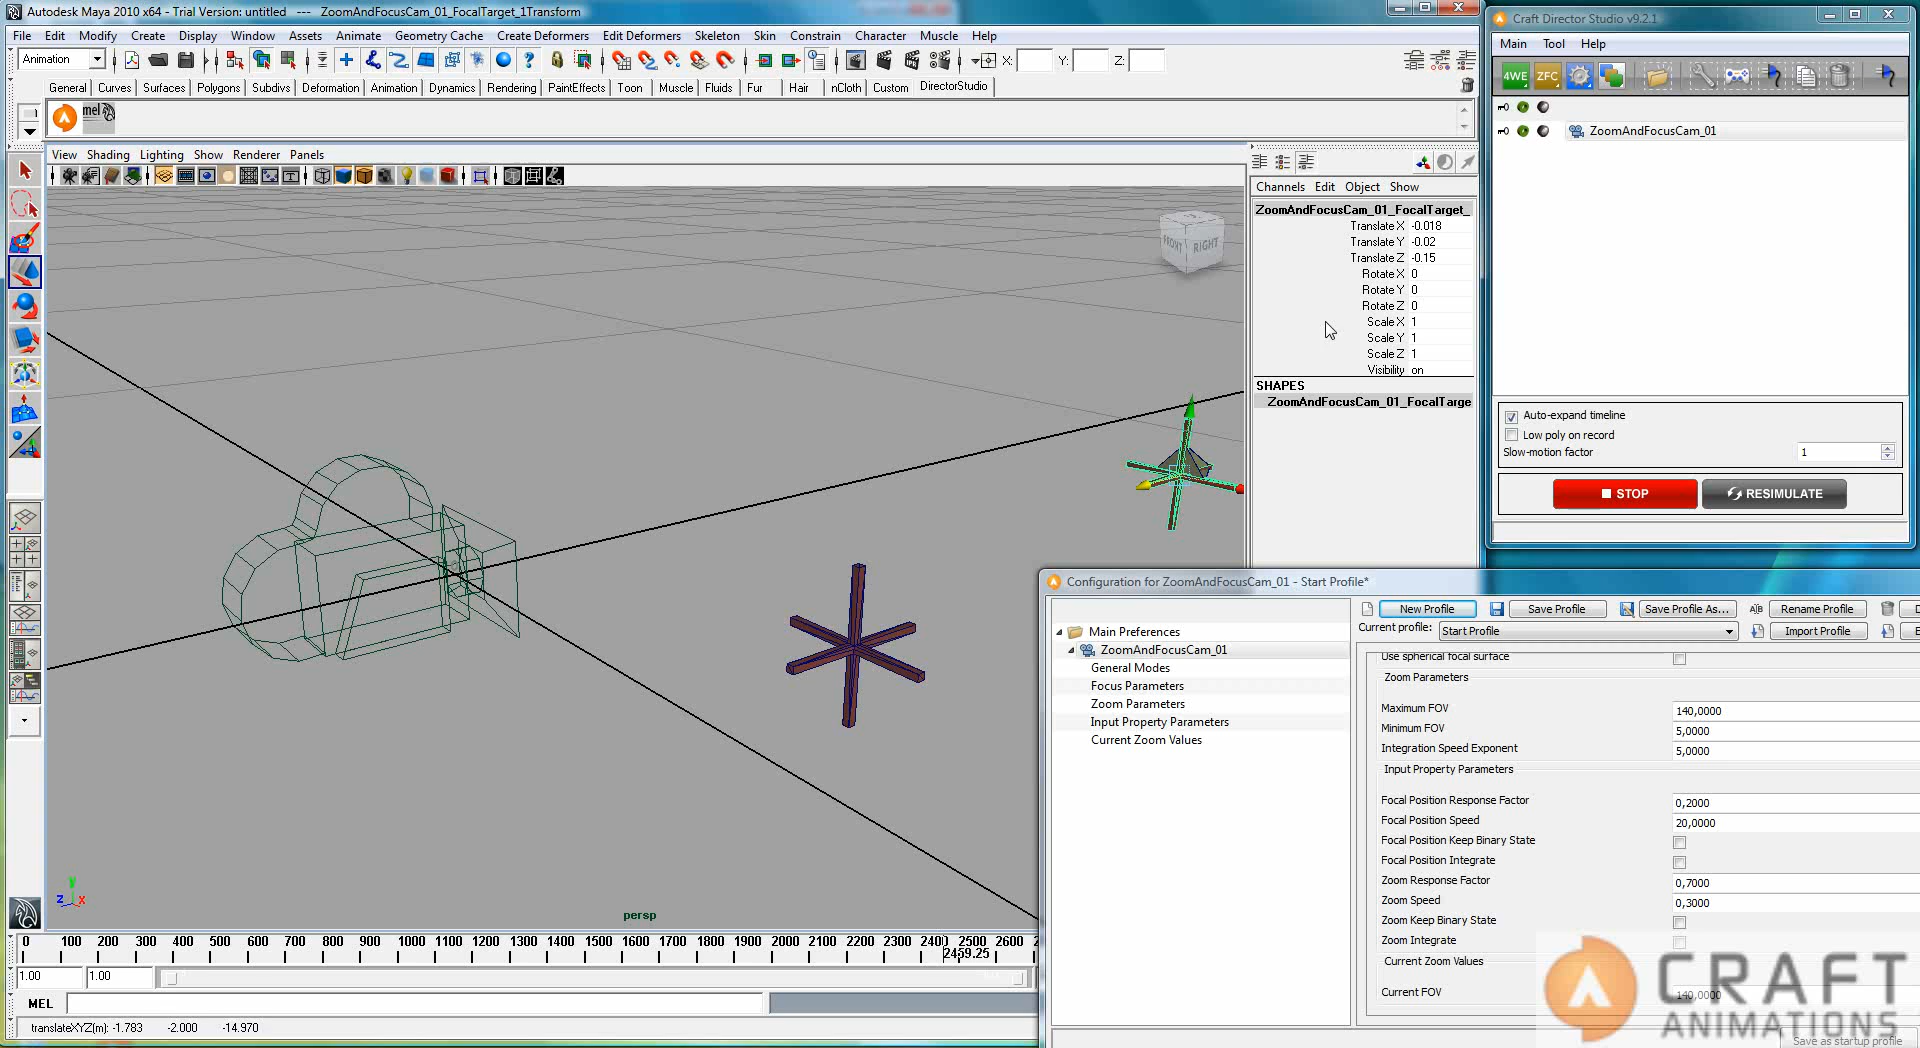 Autodesk Maya 2010 x64 - Trial Version: untitled   ---   ZoomAndFocusCam_01_FocalTarget_1Transform
File Edit Modify Create Display Window Assets Animate Geometry Cache Create Deformers Edit Deformers Skeleton Skin Constrain Character Muscle Help
Animation X: Y: Z:
General Curves Surfaces Polygons Subdivs Deformation Animation Dynamics Rendering PaintEffects Toon Muscle Fluids Fur Hair nCloth Custom DirectorStudio
mel
View Shading Lighting Show Renderer Panels
FRONT RIGHT
persp
Y
Z X
Channels Edit Object Show
ZoomAndFocusCam_01_FocalTarget_
Translate X -0.018
Translate Y -0.02
Translate Z -0.15
Rotate X 0
Rotate Y 0
Rotate Z 0
Scale X 1
Scale Y 1
Scale Z 1
Visibility on
SHAPES
ZoomAndFocusCam_01_FocalTarge
Craft Director Studio v9.2.1
Main Tool Help
4WE ZFC
ZoomAndFocusCam_01
Auto-expand timeline
Low poly on record
Slow-motion factor 1
STOP RESIMULATE
Configuration for ZoomAndFocusCam_01 - Start Profile*
New Profile Save Profile Save Profile As... Rename Profile
Current profile: Start Profile Import Profile
Main Preferences
ZoomAndFocusCam_01
General Modes
Focus Parameters
Zoom Parameters
Input Property Parameters
Current Zoom Values
Use spherical focal surface
Zoom Parameters
Maximum FOV 140,0000
Minimum FOV 5,0000
Integration Speed Exponent 5,0000
Input Property Parameters
Focal Position Response Factor 0,2000
Focal Position Speed 20,0000
Focal Position Keep Binary State
Focal Position Integrate
Zoom Response Factor 0,7000
Zoom Speed 0,3000
Zoom Keep Binary State
Zoom Integrate
Current Zoom Values
Current FOV 140,0000
CRAFT
ANIMATIONS
Save as startup profile
0 100 200 300 400 500 600 700 800 900 1000 1100 1200 1300 1400 1500 1600 1700 1800 1900 2000 2100 2200 2300 2400 2500 2600
2459.25
1.00 1.00
MEL
translateXYZ(m): -1.783 -2.000 -14.970